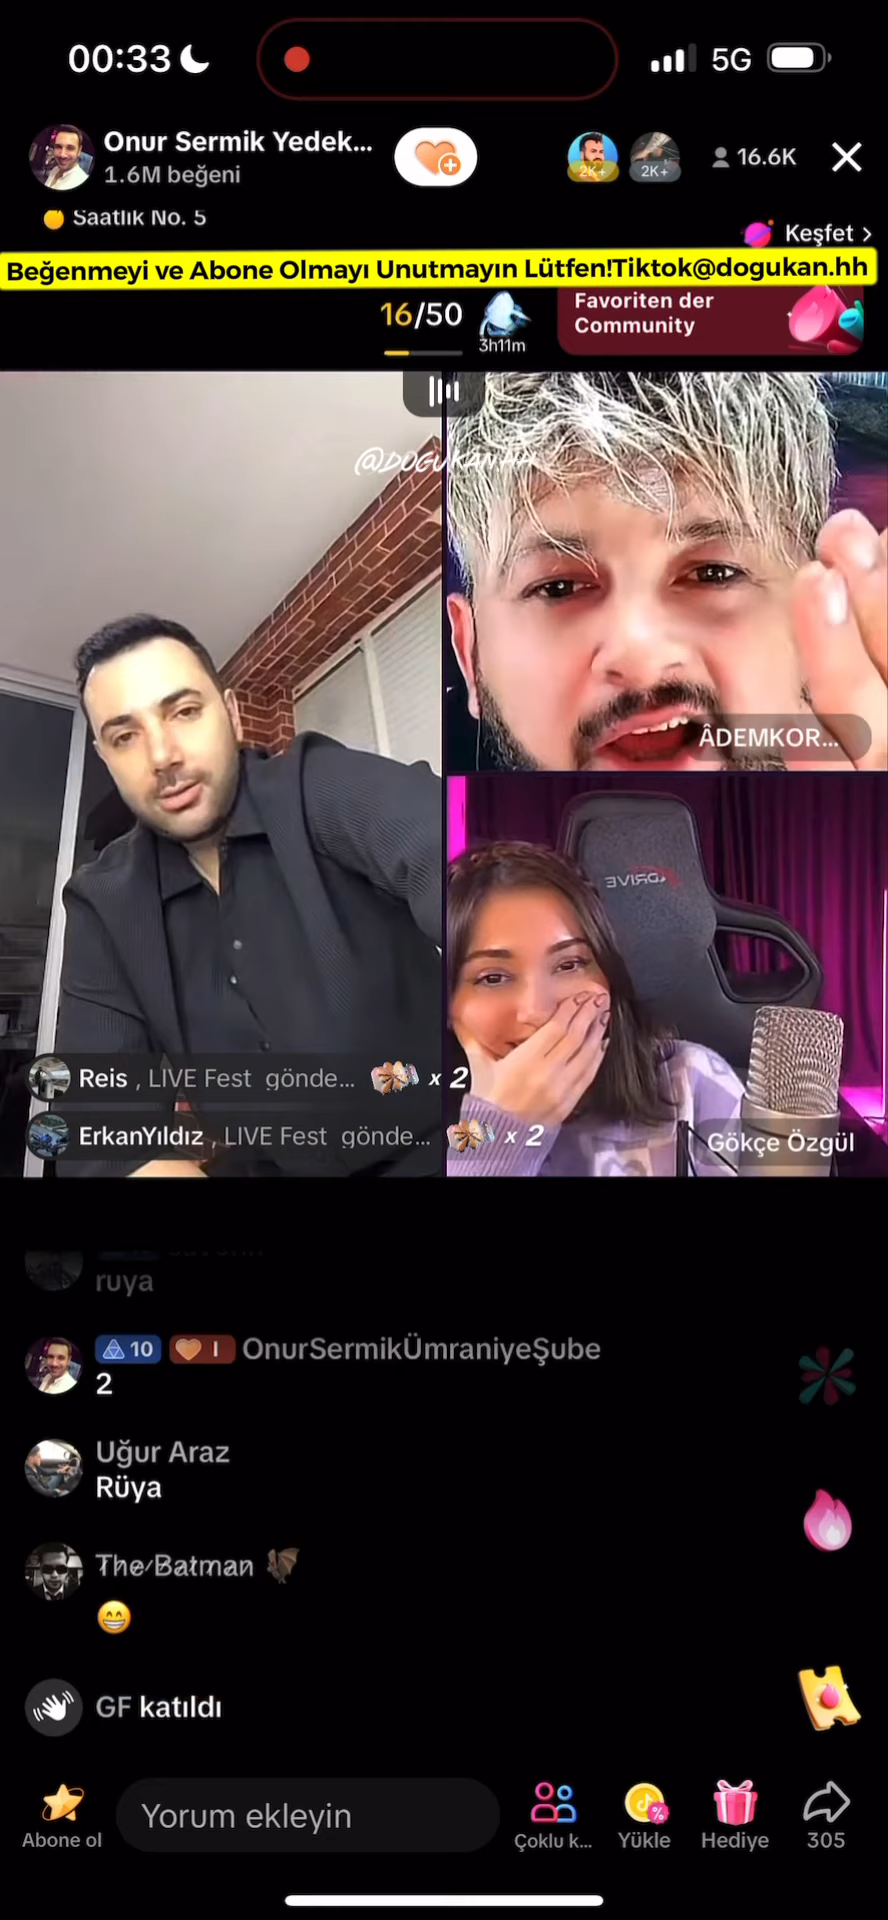 00:33
5G
Onur Sermik Yedek...
1.6M beğeni
2K+
2K+
16.6K
Saatlik No. 5
Keşfet >
Beğenmeyi ve Abone Olmayı Unutmayın Lütfen!Tiktok@dogukan.hh
16/50
3h11m
Favoriten der
Community
@DOGUKAN.HH
ÂDEMKOR...
DRIVE
Reis , LIVE Fest gönde... x 2
ErkanYıldız , LIVE Fest gönde... x 2
Gökçe Özgül
rüya
10 I OnurSermikÜmraniyeŞube
2
Uğur Araz
Rüya
The Batman
GF katıldı
Abone ol
Yorum ekleyin
Çoklu k...
Yükle
Hediye
305